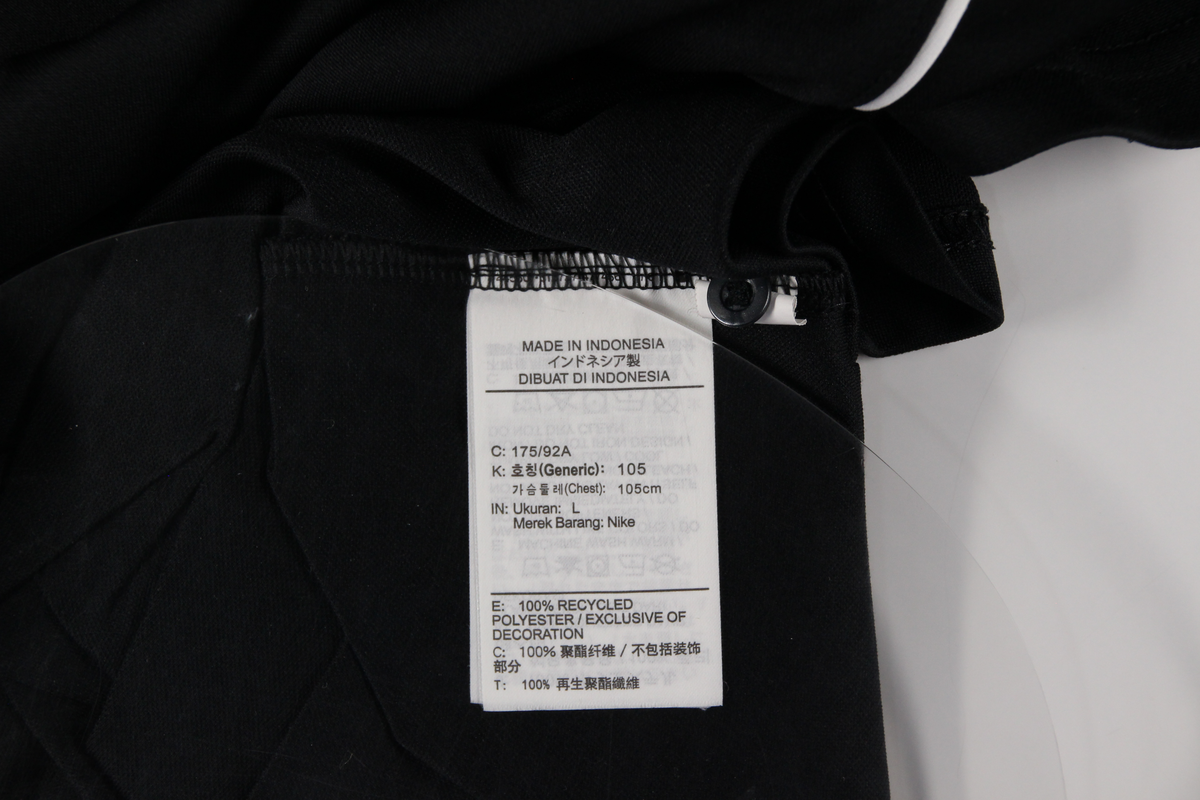 MADE IN INDONESIA
インドネシア製
DIBUAT DI INDONESIA
C: 175/92A
K: 호칭(Generic): 105
가슴둘레(Chest): 105cm
IN: Ukuran: L
Merek Barang: Nike
E: 100% RECYCLED
POLYESTER / EXCLUSIVE OF
DECORATION
C: 100% 聚酯纤维 / 不包括装饰
部分
T: 100% 再生聚酯纖維